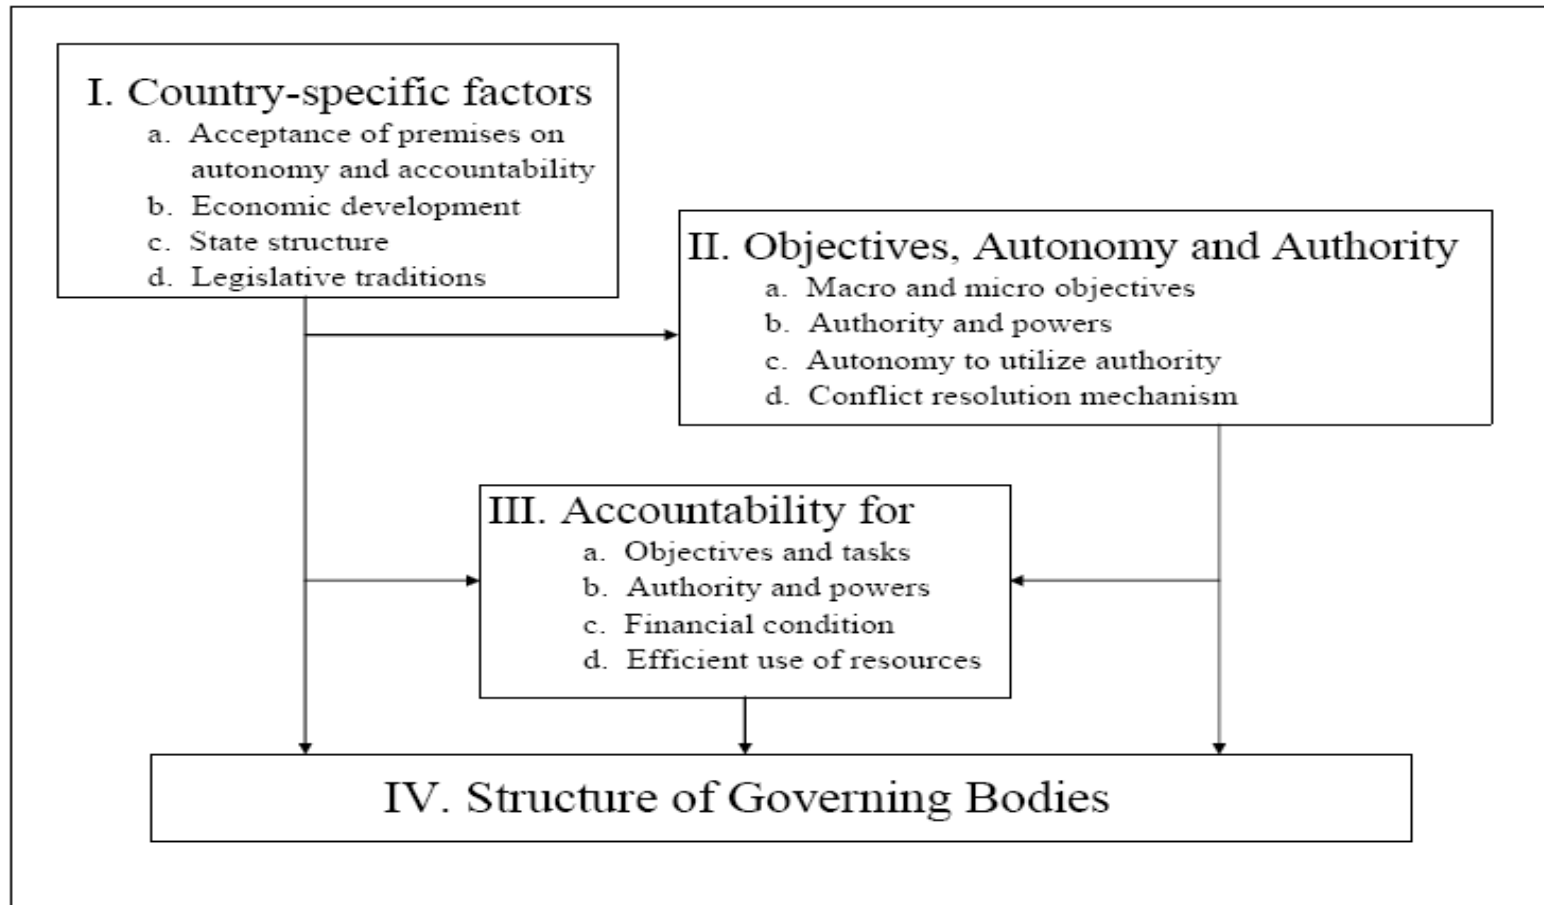 I. Country-specific factors
a. Acceptance of premises on
autonomy and accountability
b. Economic development
c. State structure
d. Legislative traditions
II. Objectives, Autonomy and Authority
a. Macro and micro objectives
b. Authority and powers
c. Autonomy to utilize authority
d. Conflict resolution mechanism
III. Accountability for
a. Objectives and tasks
b. Authority and powers
c. Financial condition
d. Efficient use of resources
IV. Structure of Governing Bodies